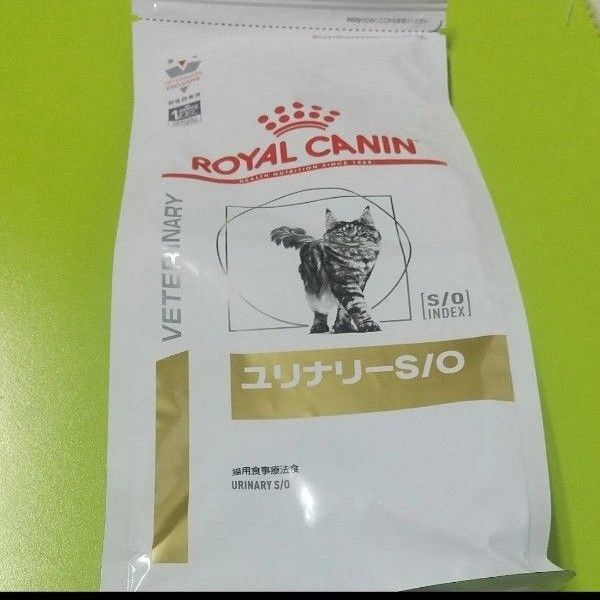 ROYAL CANIN
HEALTH NUTRITION SINCE 1968
VETERINARY
S/O
INDEX
ユリナリーS/O
猫用食事療法食
URINARY S/O